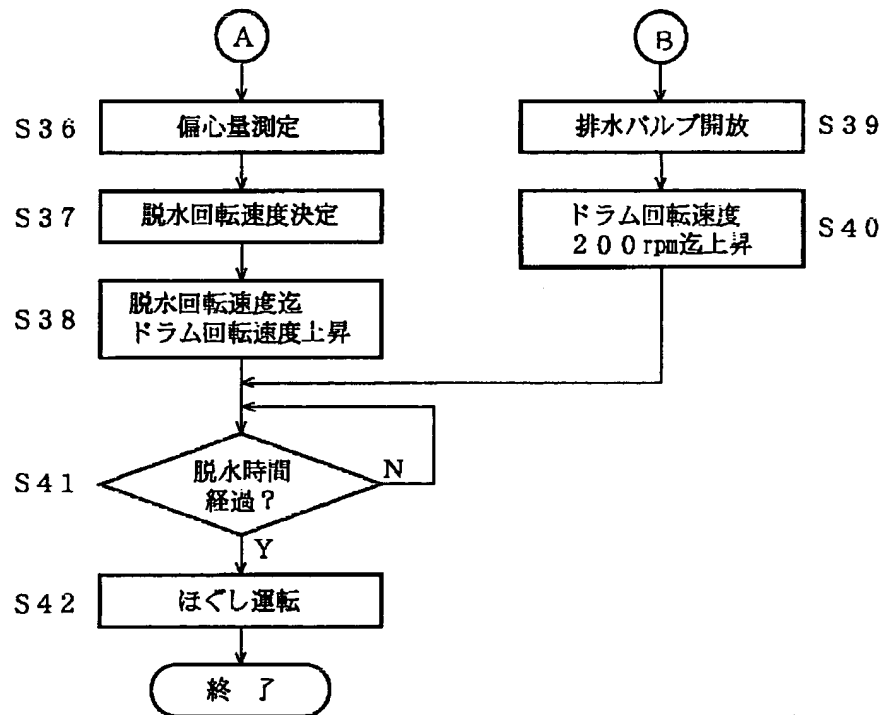 A
B
S36
偏心量測定
排水バルブ開放
S39
S37
脱水回転速度決定
ドラム回転速度
200rpm迄上昇
S40
S38
脱水回転速度迄
ドラム回転速度上昇
S41
脱水時間
経過?
N
Y
S42
ほぐし運転
終了